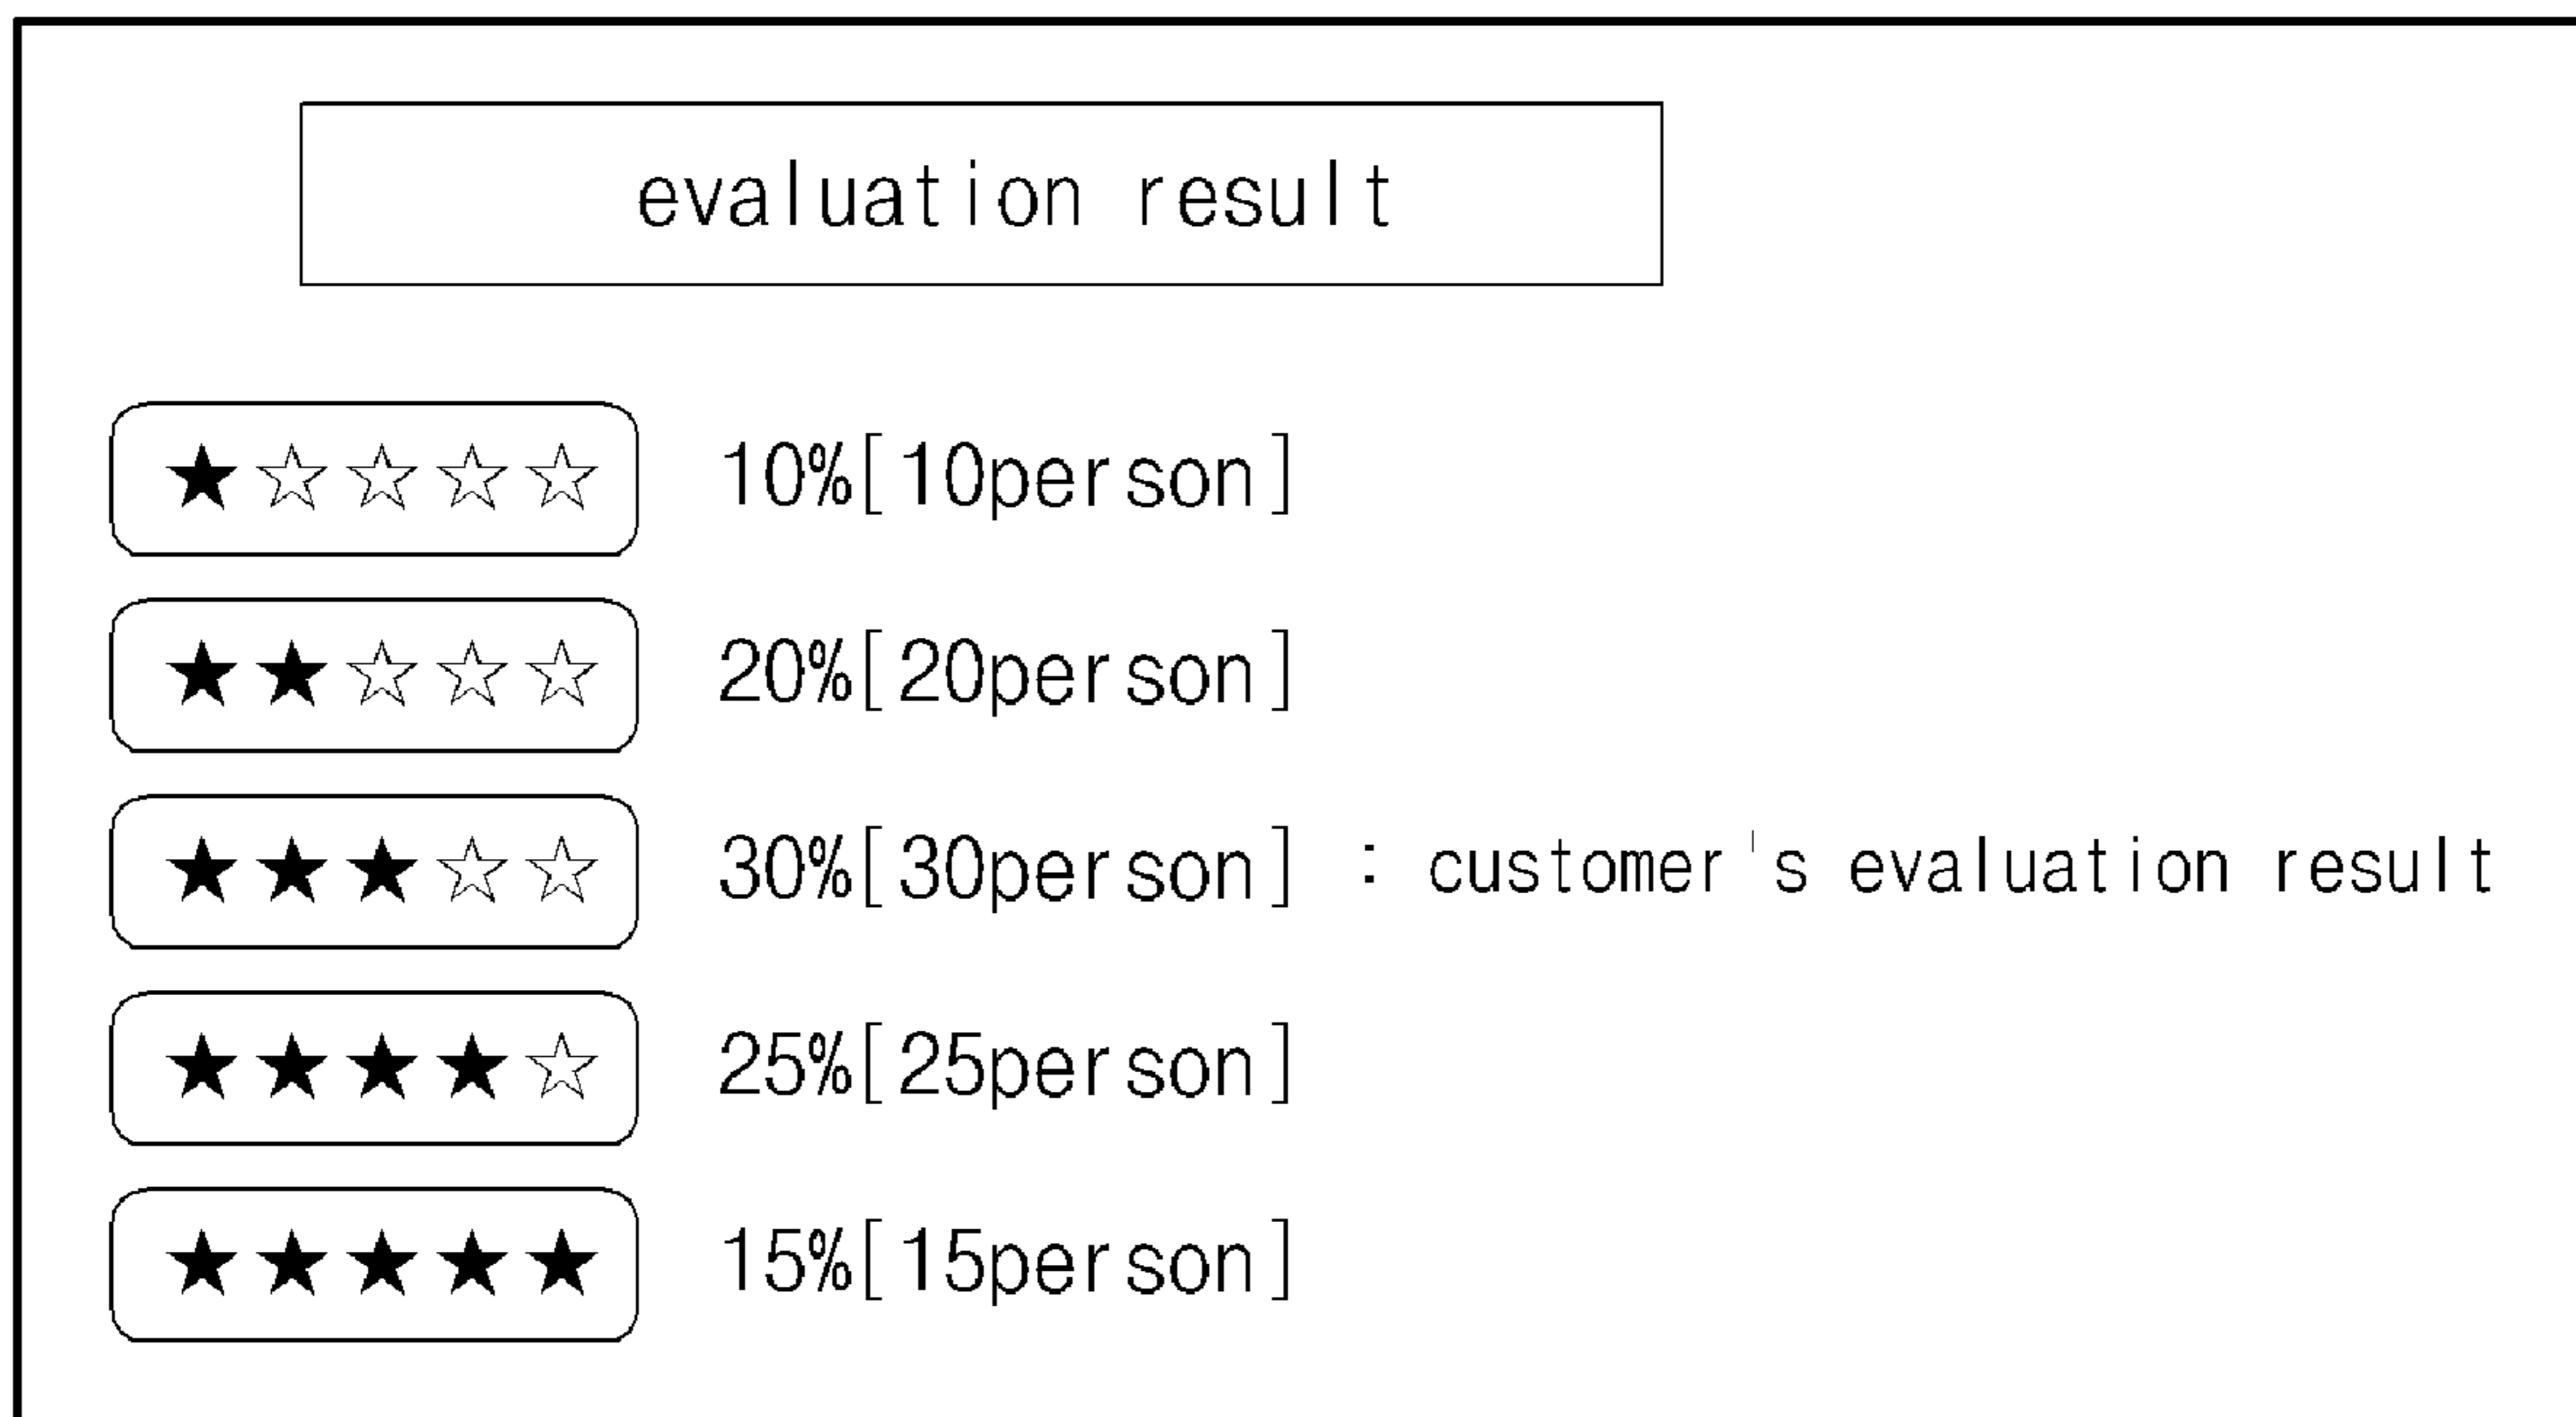 evaluation result
★☆☆☆☆ 10%[10person]
★★☆☆☆ 20%[20person]
★★★☆☆ 30%[30person] : customer's evaluation result
★★★★☆ 25%[25person]
★★★★★ 15%[15person]